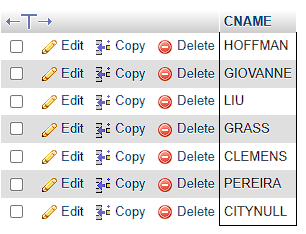 CNAME
Edit Copy Delete HOFFMAN
Edit Copy Delete GIOVANNE
Edit Copy Delete LIU
Edit Copy Delete GRASS
Edit Copy Delete CLEMENS
Edit Copy Delete PEREIRA
Edit Copy Delete CITYNULL